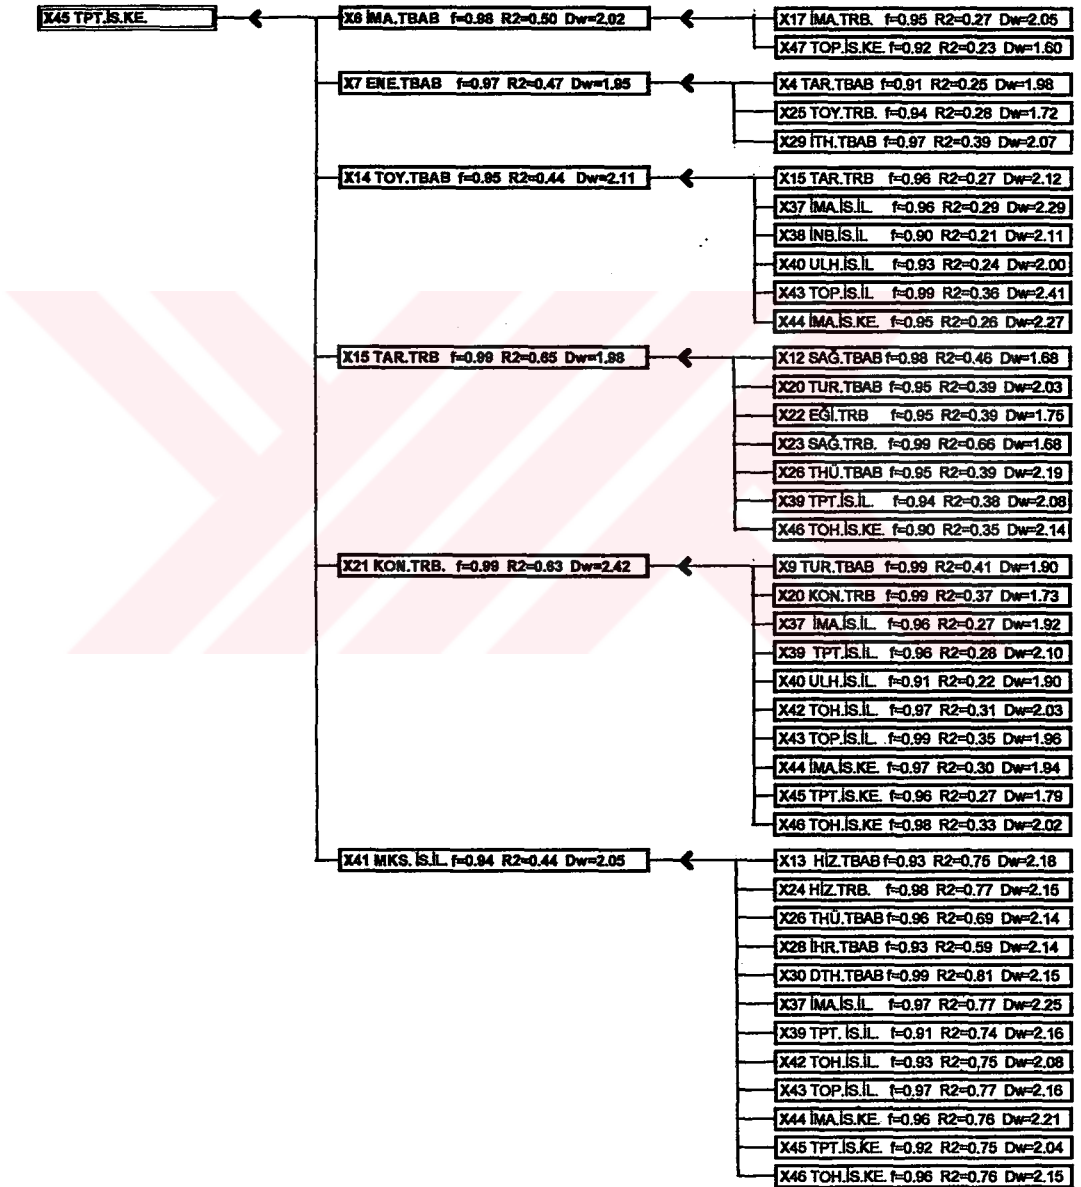 X45 TPT.İS.KE.
X6 İMA.TBAB f=0.98 R2=0.50 Dw=2.02
X17 İMA.TRB. f=0.95 R2=0.27 Dw=2.05
X47 TOP.İS.KE. f=0.92 R2=0.23 Dw=1.60
X7 ENE.TBAB f=0.97 R2=0.47 Dw=1.95
X4 TAR.TBAB f=0.91 R2=0.25 Dw=1.98
X25 TOY.TRB. f=0.94 R2=0.28 Dw=1.72
X29 İTH.TBAB f=0.97 R2=0.39 Dw=2.07
X14 TOY.TBAB f=0.95 R2=0.44 Dw=2.11
X15 TAR.TRB f=0.96 R2=0.27 Dw=2.12
X37 İMA.İS.İL. f=0.96 R2=0.29 Dw=2.29
X38 İNB.İS.İL f=0.90 R2=0.21 Dw=2.11
X40 ULH.İS.İL f=0.93 R2=0.24 Dw=2.00
X43 TOP.İS.İL f=0.99 R2=0.36 Dw=2.41
X44 İMA.İS.KE. f=0.95 R2=0.26 Dw=2.27
X15 TAR.TRB f=0.99 R2=0.65 Dw=1.98
X12 SAĞ.TBAB f=0.98 R2=0.46 Dw=1.68
X20 TUR.TBAB f=0.95 R2=0.39 Dw=2.03
X22 EĞİ.TRB f=0.95 R2=0.39 Dw=1.75
X23 SAĞ.TRB. f=0.99 R2=0.66 Dw=1.68
X26 THÜ.TBAB f=0.95 R2=0.39 Dw=2.19
X39 TPT.İS.İL. f=0.94 R2=0.38 Dw=2.08
X46 TOH.İS.KE. f=0.90 R2=0.35 Dw=2.14
X21 KON.TRB. f=0.99 R2=0.63 Dw=2.42
X9 TUR.TBAB f=0.99 R2=0.41 Dw=1.90
X20 KON.TRB f=0.99 R2=0.37 Dw=1.73
X37 İMA.İS.İL. f=0.96 R2=0.27 Dw=1.92
X39 TPT.İS.İL. f=0.96 R2=0.28 Dw=2.10
X40 ULH.İS.İL. f=0.91 R2=0.22 Dw=1.90
X42 TOH.İS.İL. f=0.97 R2=0.31 Dw=2.03
X43 TOP.İS.İL. f=0.99 R2=0.35 Dw=1.96
X44 İMA.İS.KE. f=0.97 R2=0.30 Dw=1.94
X45 TPT.İS.KE. f=0.96 R2=0.27 Dw=1.79
X46 TOH.İS.KE f=0.98 R2=0.33 Dw=2.02
X41 MKS. İS.İL. f=0.94 R2=0.44 Dw=2.05
X13 HİZ.TBAB f=0.93 R2=0.75 Dw=2.18
X24 HİZ.TRB. f=0.98 R2=0.77 Dw=2.15
X26 THÜ.TBAB f=0.96 R2=0.69 Dw=2.14
X28 İHR.TBAB f=0.93 R2=0.59 Dw=2.14
X30 DTH.TBAB f=0.99 R2=0.81 Dw=2.15
X37 İMA.İS.İL. f=0.97 R2=0.77 Dw=2.25
X39 TPT. İS.İL. f=0.91 R2=0.74 Dw=2.16
X42 TOH.İS.İL. f=0.93 R2=0,75 Dw=2.08
X43 TOP.İS.İL. f=0.97 R2=0.77 Dw=2.16
X44 İMA.İS.KE. f=0.96 R2=0.76 Dw=2.21
X45 TPT.İS.KE. f=0.92 R2=0.75 Dw=2.04
X46 TOH.İS.KE. f=0.96 R2=0.76 Dw=2.15